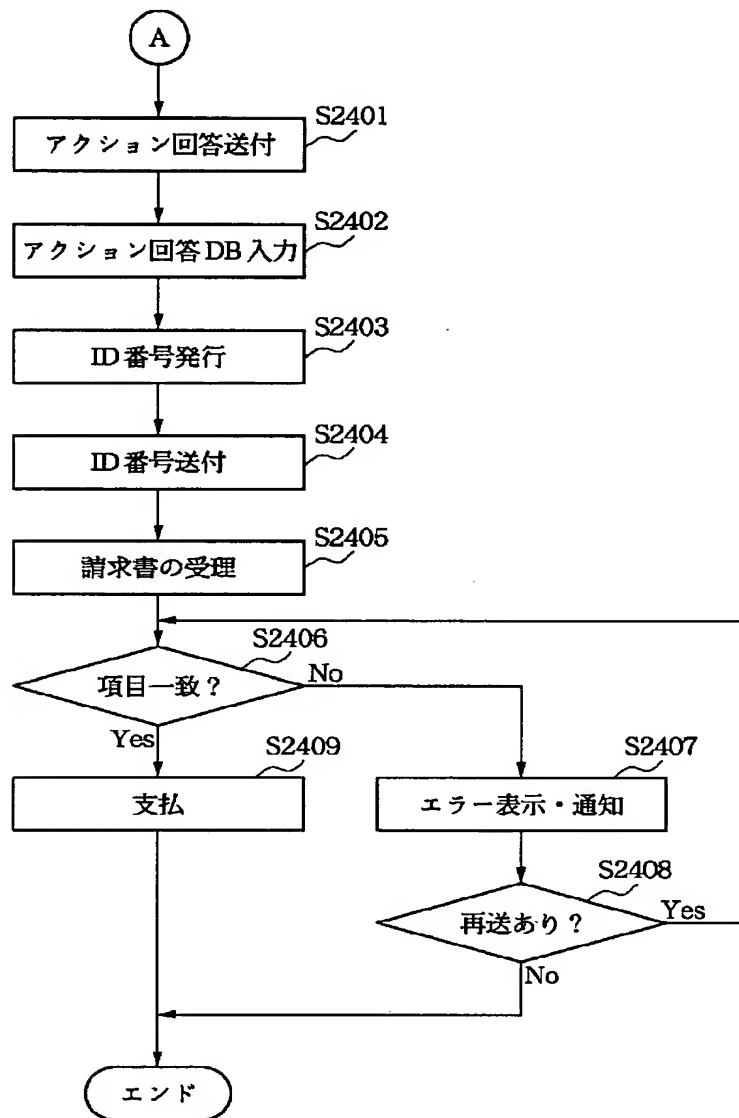 A
S2401
アクション回答送付
S2402
アクション回答DB入力
S2403
ID番号発行
S2404
ID番号送付
S2405
請求書の受理
S2406
項目一致?
No
Yes
S2409
支払
S2407
エラー表示・通知
S2408
再送あり?
Yes
No
エンド